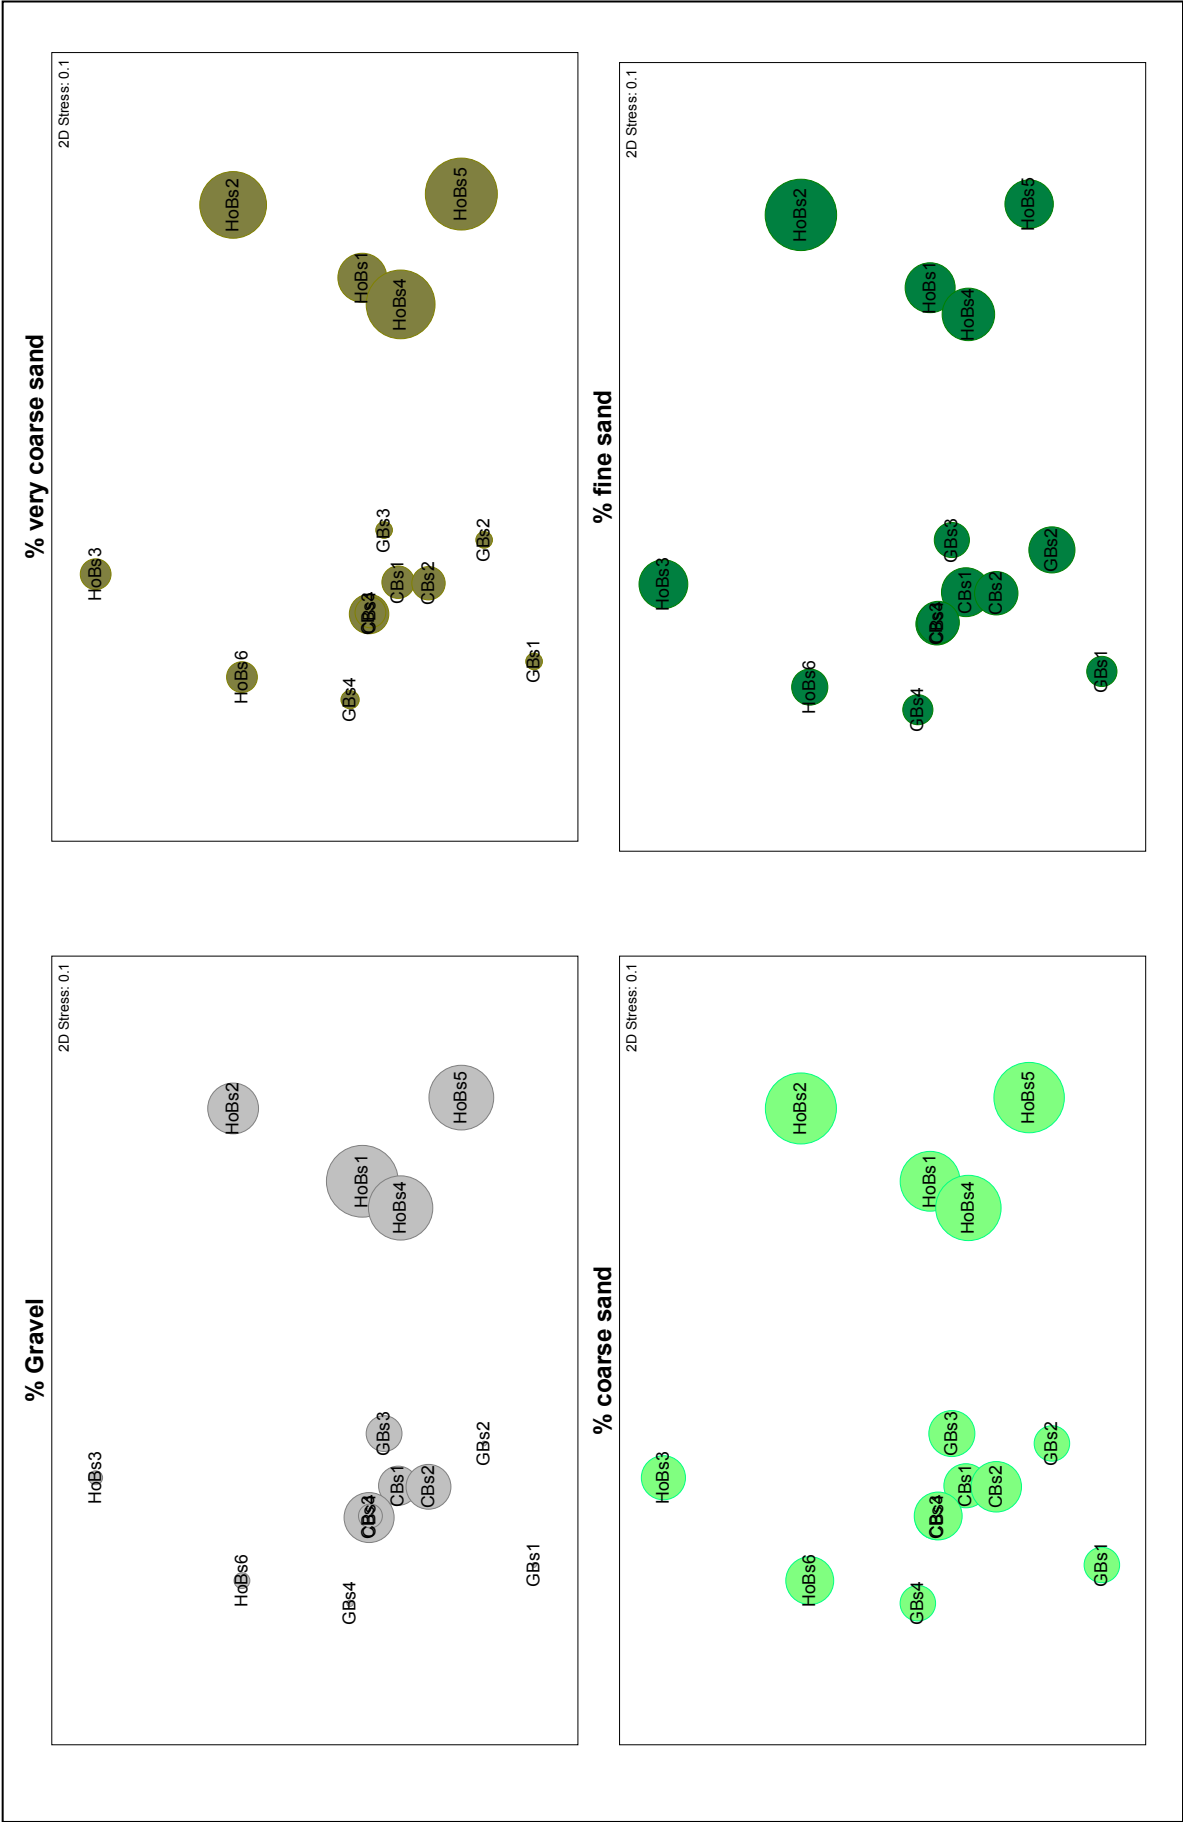 % Gravel
2D Stress: 0.1
HoBs3
HoBs2
HoBs6
GBs4
HoBs1
GBs3
CBs1
HoBs4
CBs2
HoBs5
GBs2
GBs1
% very coarse sand
2D Stress: 0.1
HoBs3
HoBs2
HoBs6
GBs4
HoBs1
GBs3
CBs1
HoBs4
CBs2
HoBs5
GBs2
GBs1
% coarse sand
2D Stress: 0.1
HoBs3
HoBs2
HoBs6
GBs4
HoBs1
GBs3
CBs1
HoBs4
CBs2
HoBs5
GBs2
GBs1
% fine sand
2D Stress: 0.1
HoBs3
HoBs2
HoBs6
GBs4
HoBs1
GBs3
CBs1
HoBs4
CBs2
HoBs5
GBs2
GBs1